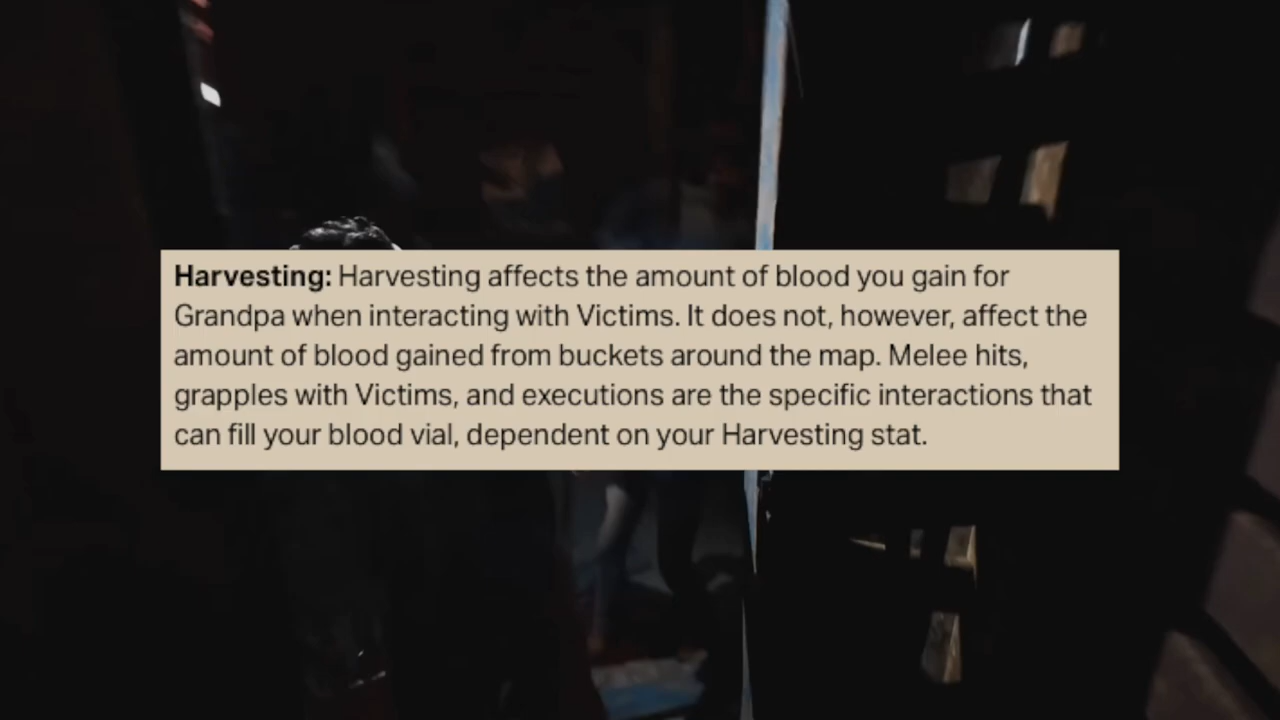 Harvesting: Harvesting affects the amount of blood you gain for
Grandpa when interacting with Victims. It does not, however, affect the
amount of blood gained from buckets around the map. Melee hits,
grapples with Victims, and executions are the specific interactions that
can fill your blood vial, dependent on your Harvesting stat.